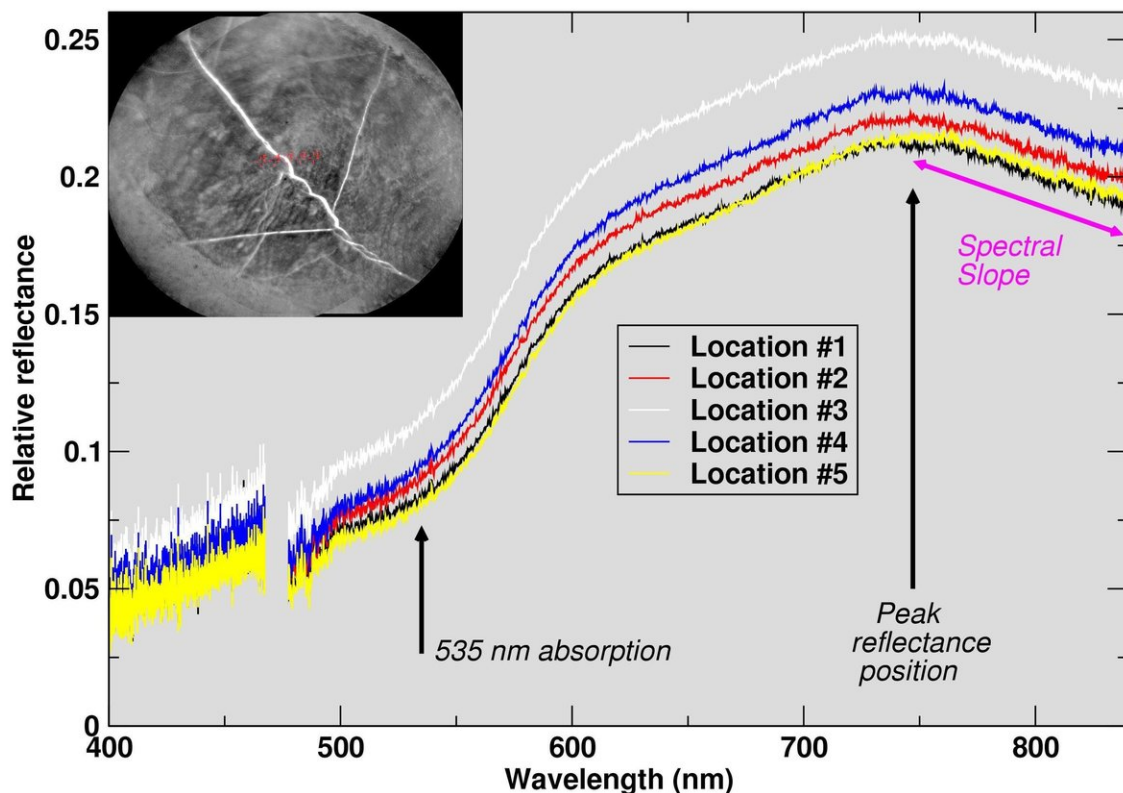 0.25
0.2
0.15
0.1
0.05
0
Relative reflectance
400
500
600
700
800
Wavelength (nm)
Location #1
Location #2
Location #3
Location #4
Location #5
Spectral
Slope
535 nm absorption
Peak
reflectance
position